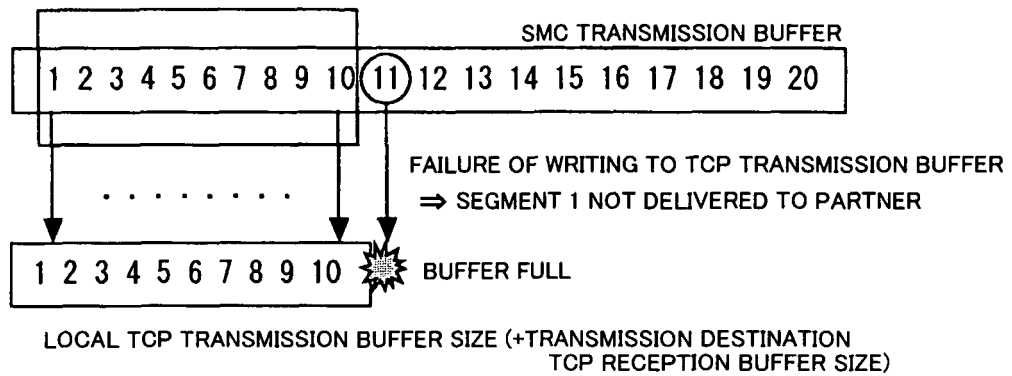 SMC TRANSMISSION BUFFER
1 2 3 4 5 6 7 8 9 10 11 12 13 14 15 16 17 18 19 20
FAILURE OF WRITING TO TCP TRANSMISSION BUFFER
⇒ SEGMENT 1 NOT DELIVERED TO PARTNER
1 2 3 4 5 6 7 8 9 10
BUFFER FULL
LOCAL TCP TRANSMISSION BUFFER SIZE (+TRANSMISSION DESTINATION
TCP RECEPTION BUFFER SIZE)